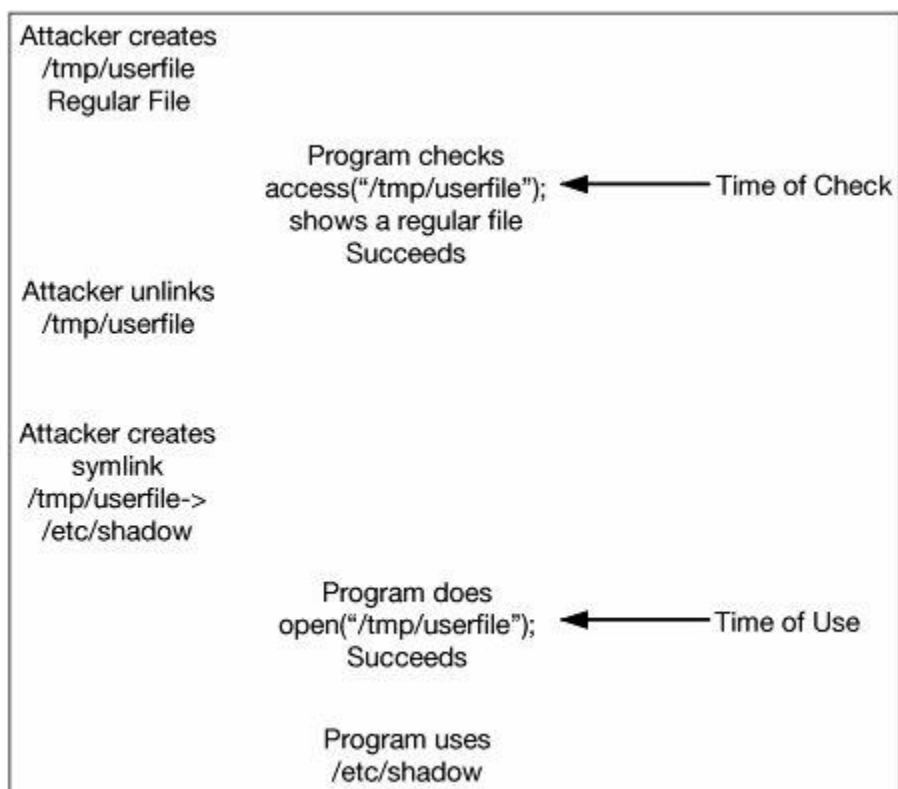 Attacker creates
/tmp/userfile
Regular File
Program checks
access(“/tmp/userfile”);
shows a regular file
Succeeds
Time of Check
Attacker unlinks
/tmp/userfile
Attacker creates
symlink
/tmp/userfile->
/etc/shadow
Program does
open(“/tmp/userfile”);
Succeeds
Time of Use
Program uses
/etc/shadow